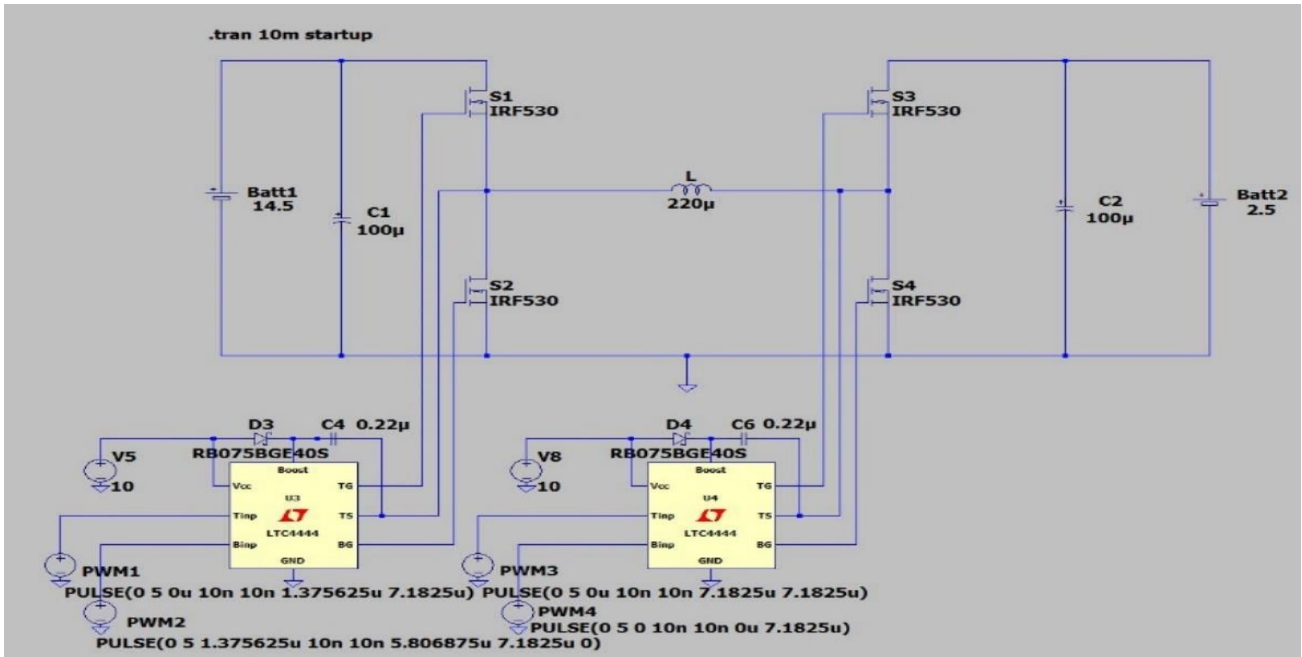 .tran 10m startup
S1
IRF530
S3
IRF530
L
220µ
Batt1
14.5
C1
100µ
C2
100µ
Batt2
2.5
S2
IRF530
S4
IRF530
D3
C4 0.22µ
RB075BGE40S
V5
10
Boost
Vcc
TG
U3
Tinp
TS
LTC4444
Binp
BG
GND
D4
C6 0.22µ
RB075BGE40S
V8
10
Boost
Vcc
TG
U4
Tinp
TS
LTC4444
Binp
BG
GND
PWM1
PULSE(0 5 0u 10n 10n 1.375625u 7.1825u)
PWM2
PULSE(0 5 1.375625u 10n 10n 5.806875u 7.1825u 0)
PWM3
PULSE(0 5 0u 10n 10n 7.1825u 7.1825u)
PWM4
PULSE(0 5 0 10n 10n 0u 7.1825u)